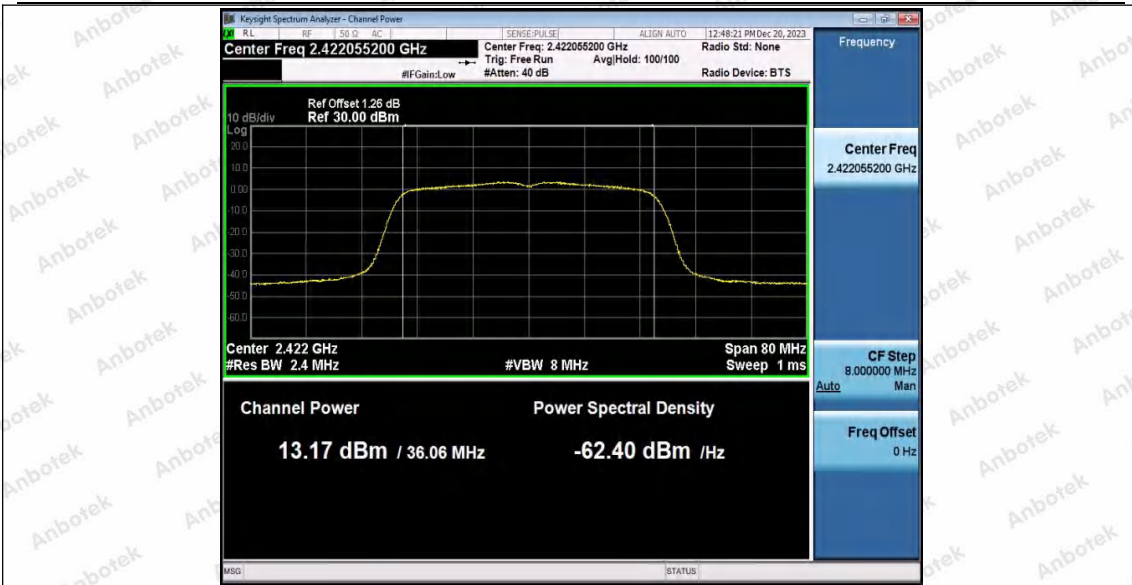 Keysight Spectrum Analyzer - Channel Power
RL RF 50 Ω AC SENSE:PULSE ALIGN AUTO 12:48:21 PM Dec 20, 2023
Center Freq 2.422055200 GHz
Center Freq: 2.422055200 GHz Radio Std: None
Trig: Free Run Avg|Hold: 100/100
#IFGain:Low #Atten: 40 dB Radio Device: BTS
Frequency
Ref Offset 1.26 dB
10 dB/div Ref 30.00 dBm
Log
20.0
10.0
0.00
-10.0
-20.0
-30.0
-40.0
-50.0
-60.0
Center 2.422 GHz Span 80 MHz
#Res BW 2.4 MHz #VBW 8 MHz Sweep 1 ms
Center Freq
2.422055200 GHz
CF Step
8.000000 MHz
Auto Man
Freq Offset
0 Hz
Channel Power Power Spectral Density
13.17 dBm / 36.06 MHz -62.40 dBm /Hz
MSG STATUS
Anbotek